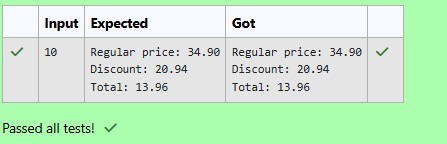 Input Expected Got
10 Regular price: 34.90 Regular price: 34.90
Discount: 20.94 Discount: 20.94
Total: 13.96 Total: 13.96
Passed all tests!